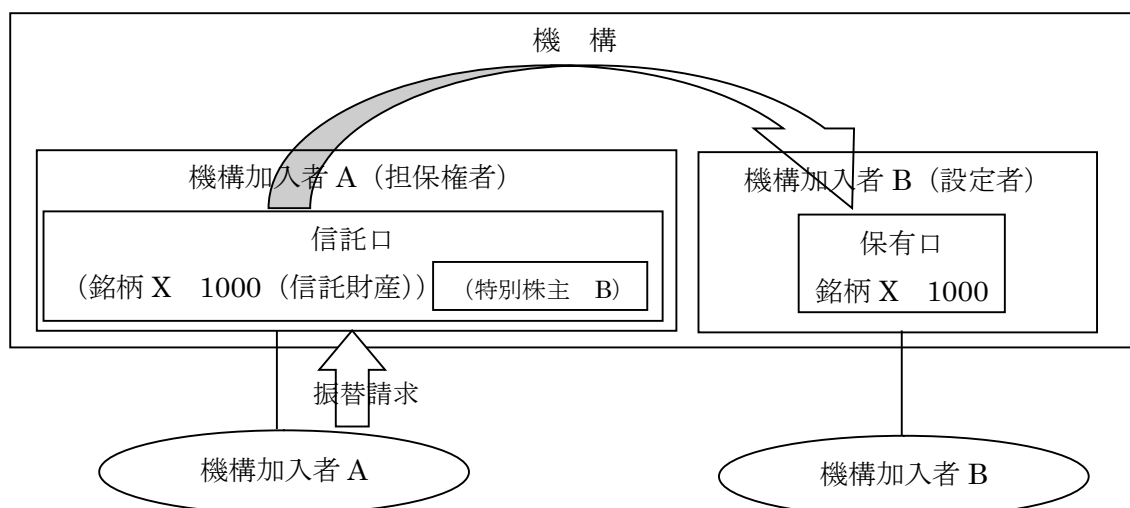 機　構
機構加入者 A（担保権者）
信託口
（銘柄 X　1000（信託財産））
（特別株主　B）
機構加入者 B（設定者）
保有口
銘柄 X　1000
振替請求
機構加入者 A
機構加入者 B